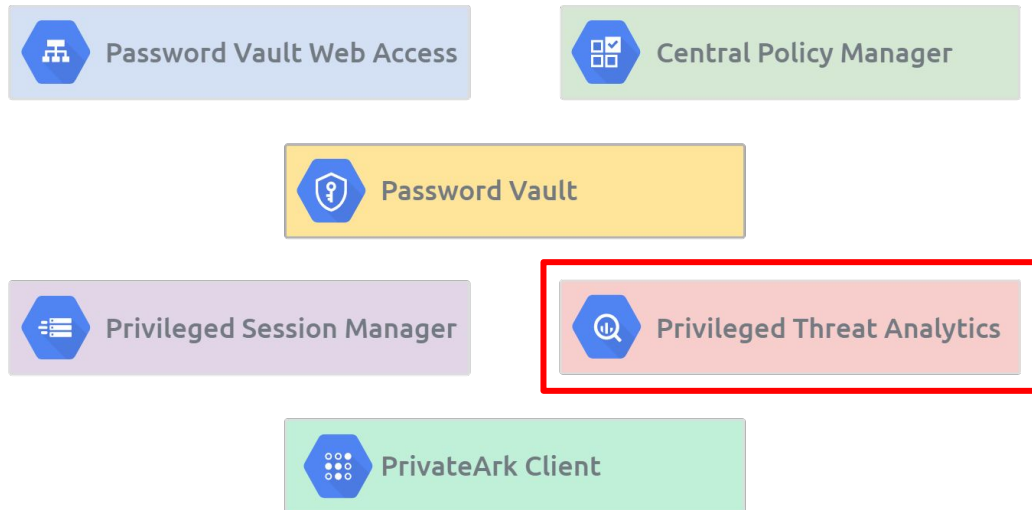 Password Vault Web Access
Central Policy Manager
Password Vault
Privileged Session Manager
Privileged Threat Analytics
PrivateArk Client